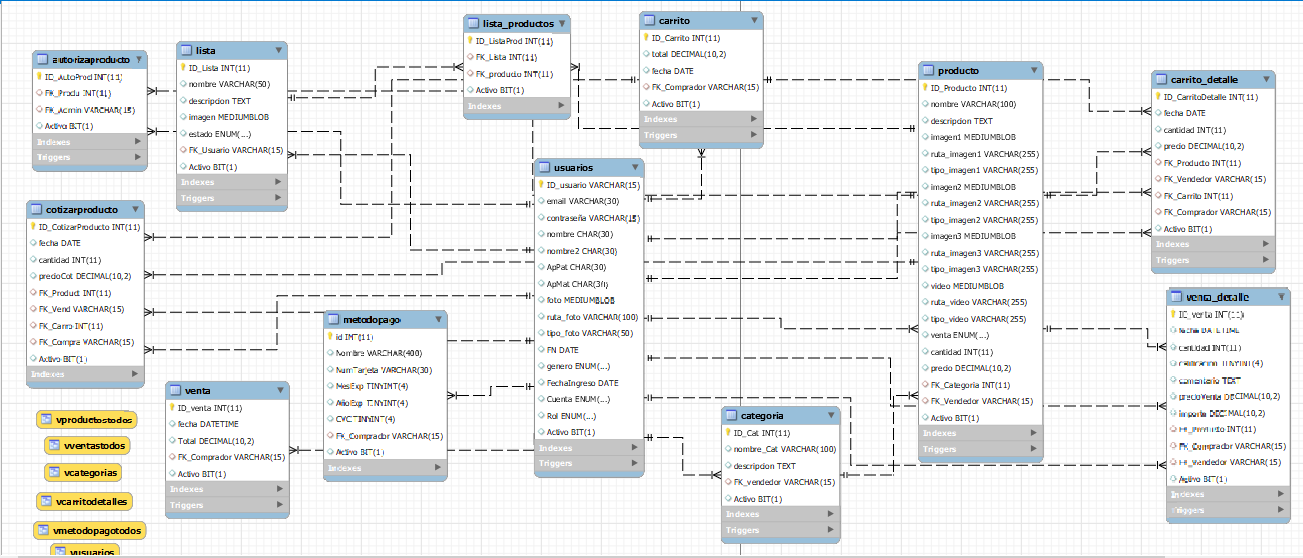 autorizaproducto
ID_AutoProd INT(11)
FK_Produ INT(11)
FK_Admin VARCHAR(15)
Activo BIT(1)
Indexes
Triggers
lista
ID_Lista INT(11)
nombre VARCHAR(50)
descripcion TEXT
imagen MEDIUMBLOB
estado ENUM(...)
FK_Usuario VARCHAR(15)
Activo BIT(1)
Indexes
Triggers
lista_productos
ID_ListaProd INT(11)
FK_Lista INT(11)
FK_producto INT(11)
Activo BIT(1)
Indexes
carrito
ID_Carrito INT(11)
total DECIMAL(10,2)
fecha DATE
FK_Comprador VARCHAR(15)
Activo BIT(1)
Indexes
Triggers
producto
ID_Producto INT(11)
nombre VARCHAR(100)
descripcion TEXT
imagen1 MEDIUMBLOB
ruta_imagen1 VARCHAR(255)
tipo_imagen1 VARCHAR(255)
imagen2 MEDIUMBLOB
ruta_imagen2 VARCHAR(255)
tipo_imagen2 VARCHAR(255)
imagen3 MEDIUMBLOB
ruta_imagen3 VARCHAR(255)
tipo_imagen3 VARCHAR(255)
video MEDIUMBLOB
ruta_video VARCHAR(255)
tipo_video VARCHAR(255)
venta ENUM(...)
cantidad INT(11)
precio DECIMAL(10,2)
FK_Categoria INT(11)
FK_Vendedor VARCHAR(15)
Activo BIT(1)
Indexes
Triggers
carrito_detalle
ID_CarritoDetalle INT(11)
fecha DATE
cantidad INT(11)
precio DECIMAL(10,2)
FK_Producto INT(11)
FK_Vendedor VARCHAR(15)
FK_Carrito INT(11)
FK_Comprador VARCHAR(15)
Activo BIT(1)
Indexes
Triggers
usuarios
ID_usuario VARCHAR(15)
email VARCHAR(30)
contraseña VARCHAR(15)
nombre CHAR(30)
nombre2 CHAR(30)
ApPat CHAR(30)
ApMat CHAR(30)
foto MEDIUMBLOB
ruta_foto VARCHAR(100)
tipo_foto VARCHAR(50)
FN DATE
genero ENUM(...)
FechaIngreso DATE
Cuenta ENUM(...)
Rol ENUM(...)
Activo BIT(1)
Indexes
Triggers
cotizarproducto
ID_CotizarProducto INT(11)
fecha DATE
cantidad INT(11)
precioCot DECIMAL(10,2)
FK_Product INT(11)
FK_Vend VARCHAR(15)
FK_Carro INT(11)
FK_Compra VARCHAR(15)
Activo BIT(1)
Indexes
metodopago
id INT(11)
Nombre VARCHAR(400)
NumTarjeta VARCHAR(30)
MesExp TINYINT(4)
AñoExp TINYINT(4)
CVC TINYINT(4)
FK_Comprador VARCHAR(15)
Activo BIT(1)
Indexes
venta_detalle
ID_venta INT(11)
fecha DATETIME
cantidad INT(11)
TINYINT(4)
comentario TEXT
precioVenta DECIMAL(10,2)
importe DECIMAL(10,2)
INT(11)
FK_Comprador VARCHAR(15)
FK_Vendedor VARCHAR(15)
Activo BIT(1)
Indexes
Triggers
venta
ID_venta INT(11)
fecha DATETIME
Total DECIMAL(10,2)
FK_Comprador VARCHAR(15)
Activo BIT(1)
Indexes
Triggers
categoria
ID_Cat INT(11)
nombre_Cat VARCHAR(100)
descripcion TEXT
FK_vendedor VARCHAR(15)
Activo BIT(1)
Indexes
Triggers
vproductostodos
vventastodos
vcategorias
vcarritodetalles
vmetodopagotodos
vusuarios